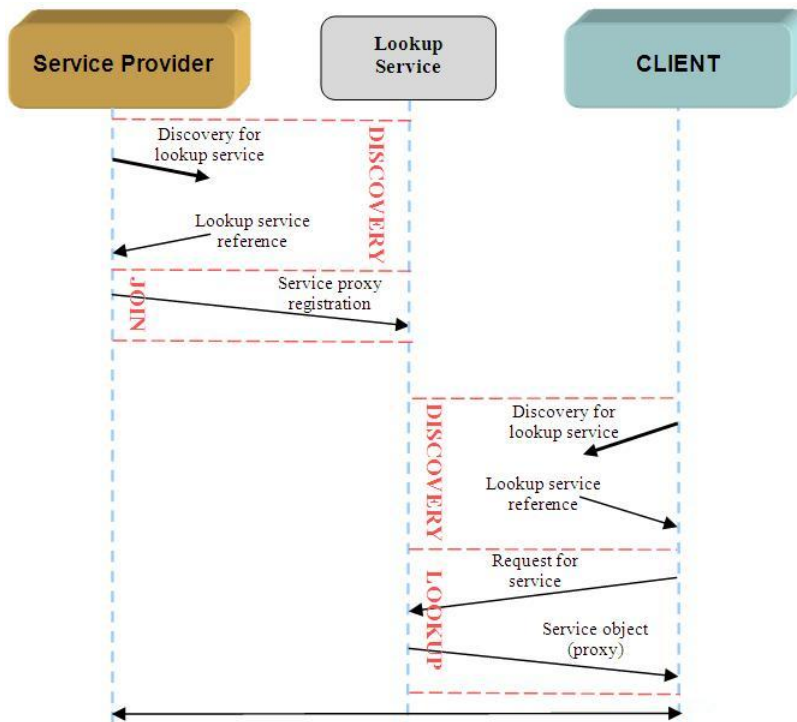 Service Provider
Lookup
Service
CLIENT
Discovery for
lookup service
DISCOVERY
Lookup service
reference
JOIN
Service proxy
registration
DISCOVERY
Discovery for
lookup service
Lookup service
reference
LOOKUP
Request for
service
Service object
(proxy)